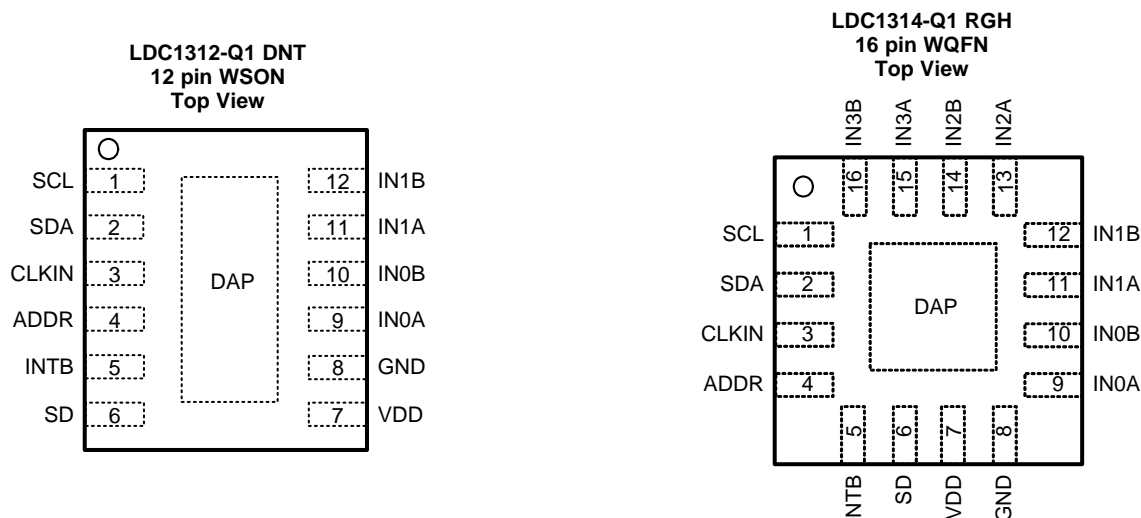 LDC1312-Q1 DNT
12 pin WSON
Top View
SCL 1
SDA 2
CLKIN 3
ADDR 4
INTB 5
SD 6
DAP
12 IN1B
11 IN1A
10 IN0B
9 IN0A
8 GND
7 VDD
LDC1314-Q1 RGH
16 pin WQFN
Top View
IN3B
IN3A
IN2B
IN2A
16
15
14
13
SCL 1
SDA 2
CLKIN 3
ADDR 4
DAP
12 IN1B
11 IN1A
10 IN0B
9 IN0A
5
6
7
8
NTB
SD
VDD
GND